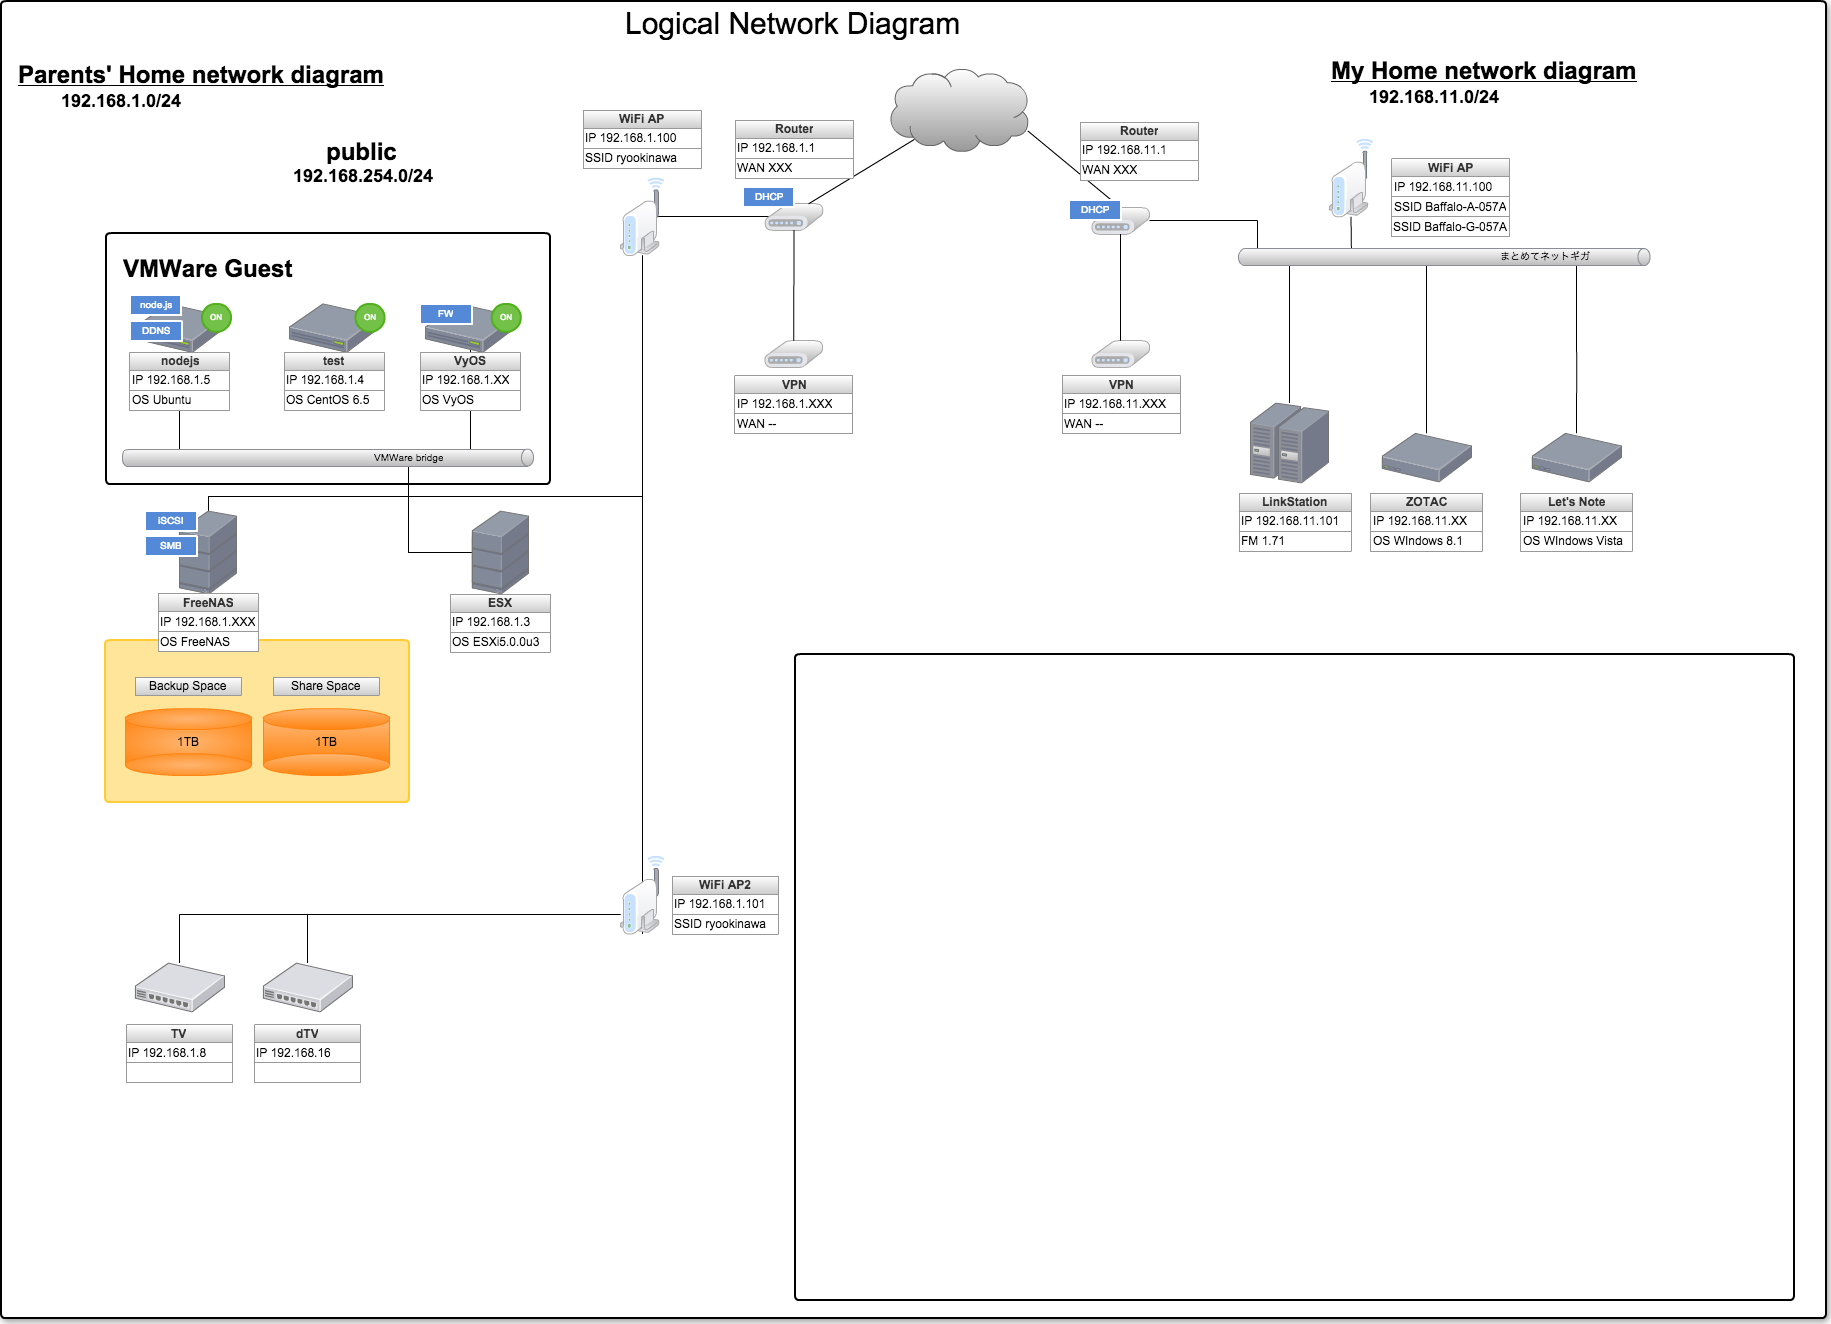 Logical Network Diagram
Parents' Home network diagram
192.168.1.0/24
public
192.168.254.0/24
My Home network diagram
192.168.11.0/24
WiFi AP
IP 192.168.1.100
SSID ryookinawa
Router
IP 192.168.1.1
WAN XXX
DHCP
Router
IP 192.168.11.1
WAN XXX
DHCP
WiFi AP
IP 192.168.11.100
SSID Baffalo-A-057A
SSID Baffalo-G-057A
まとめてネットギガ
VMWare Guest
node.js
DDNS
ON
nodejs
IP 192.168.1.5
OS Ubuntu
ON
test
IP 192.168.1.4
OS CentOS 6.5
FW
ON
VyOS
IP 192.168.1.XX
OS VyOS
VMWare bridge
VPN
IP 192.168.1.XXX
WAN --
VPN
IP 192.168.11.XXX
WAN --
LinkStation
IP 192.168.11.101
FM 1.71
ZOTAC
IP 192.168.11.XX
OS WIndows 8.1
Let's Note
IP 192.168.11.XX
OS WIndows Vista
iSCSI
SMB
FreeNAS
IP 192.168.1.XXX
OS FreeNAS
ESX
IP 192.168.1.3
OS ESXi5.0.0u3
Backup Space
Share Space
1TB
1TB
WiFi AP2
IP 192.168.1.101
SSID ryookinawa
TV
IP 192.168.1.8
dTV
IP 192.168.16